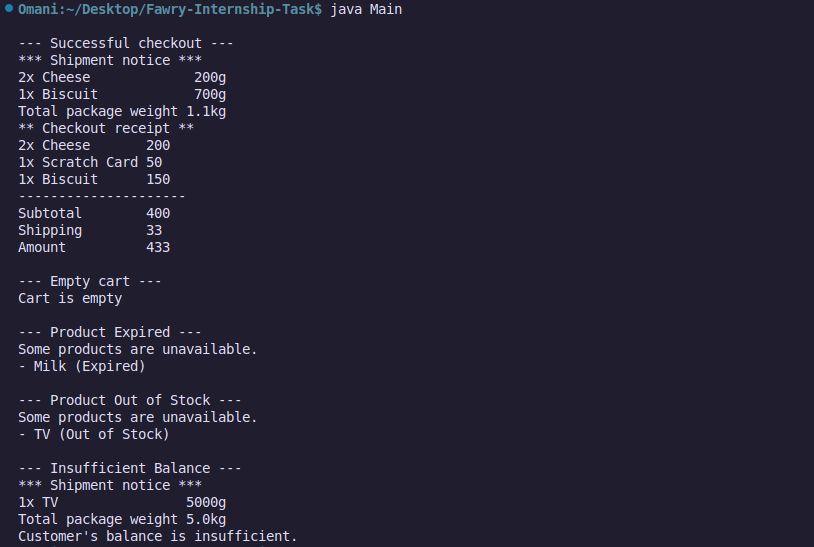 Omani:~/Desktop/Fawry-Internship-Task$ java Main
--- Successful checkout ---
*** Shipment notice ***
2x Cheese             200g
1x Biscuit            700g
Total package weight 1.1kg
** Checkout receipt **
2x Cheese       200
1x Scratch Card 50
1x Biscuit      150
---------------------
Subtotal        400
Shipping        33
Amount          433
--- Empty cart ---
Cart is empty
--- Product Expired ---
Some products are unavailable.
- Milk (Expired)
--- Product Out of Stock ---
Some products are unavailable.
- TV (Out of Stock)
--- Insufficient Balance ---
*** Shipment notice ***
1x TV                5000g
Total package weight 5.0kg
Customer's balance is insufficient.